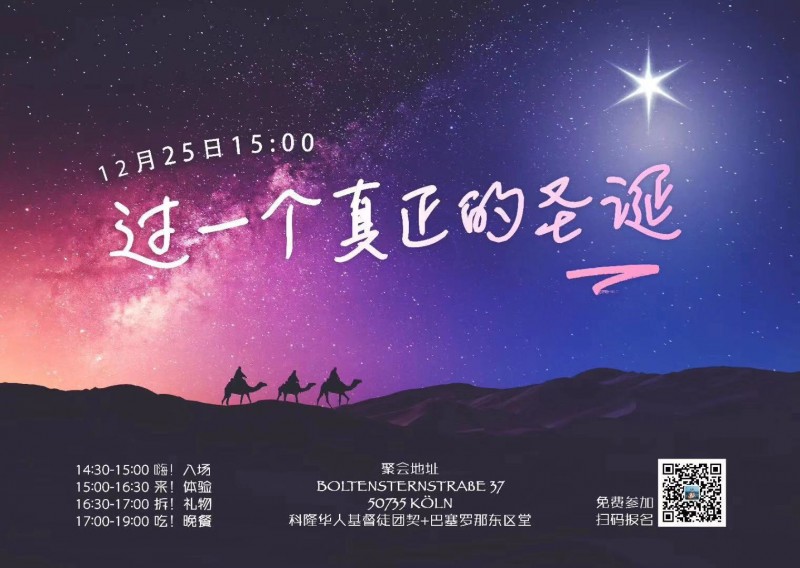 12月25日15:00
过一个真正的圣诞
14:30-15:00 嗨！入场
15:00-16:30 来！体验
16:30-17:00 拆！礼物
17:00-19:00 吃！晚餐
聚会地址
BOLTENSTERNSTRAßE 37
50735 KÖLN
科隆华人基督徒团契+巴塞罗那东区堂
免费参加
扫码报名